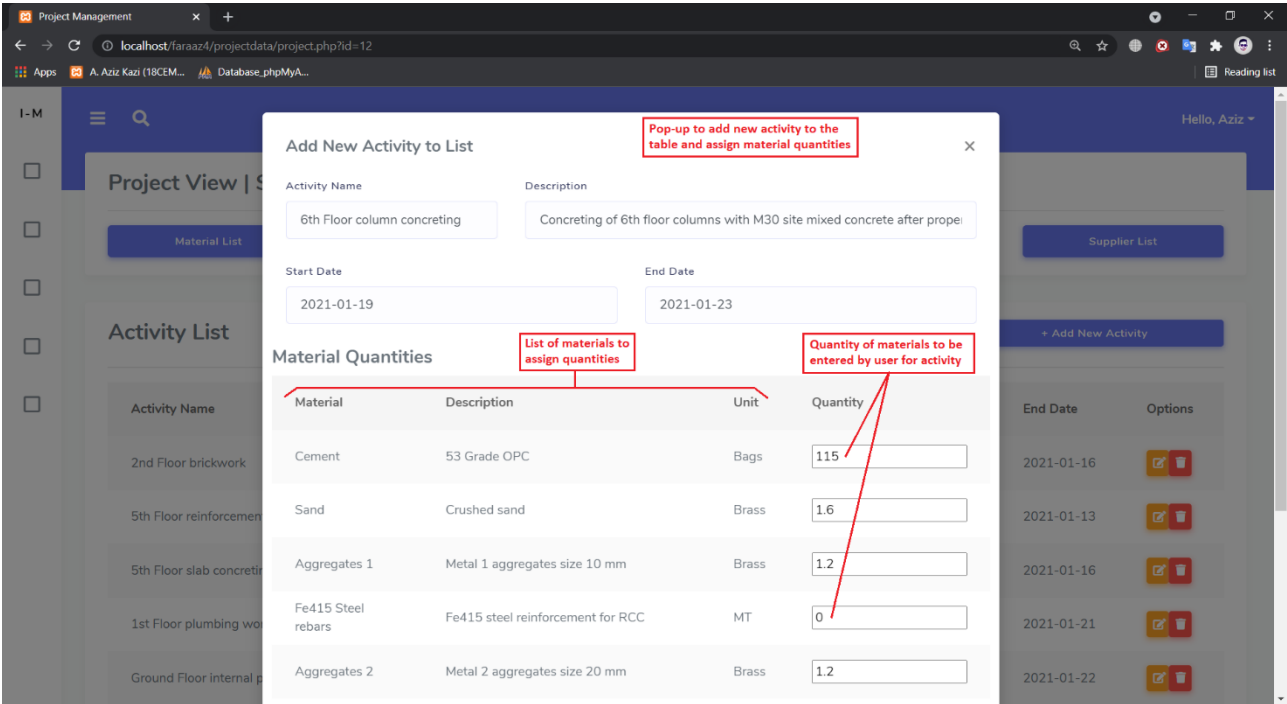 Project Management
localhost/faraaz4/projectdata/project.php?id=12
Apps A. Aziz Kazi (18CEM... Database_phpMyA... Reading list
I-M
Hello, Aziz
Add New Activity to List
Pop-up to add new activity to the
table and assign material quantities
Project View | S
Activity Name Description
6th Floor column concreting Concreting of 6th floor columns with M30 site mixed concrete after proper
Material List Supplier List
Start Date End Date
2021-01-19 2021-01-23
Activity List + Add New Activity
List of materials to
assign quantities
Quantity of materials to be
entered by user for activity
Material Quantities
Activity Name End Date Options
Material Description Unit Quantity
2nd Floor brickwork 2021-01-16
Cement 53 Grade OPC Bags 115
5th Floor reinforcemen 2021-01-13
Sand Crushed sand Brass 1.6
5th Floor slab concretin 2021-01-16
Aggregates 1 Metal 1 aggregates size 10 mm Brass 1.2
1st Floor plumbing wo 2021-01-21
Fe415 Steel
rebars Fe415 steel reinforcement for RCC MT 0
Ground Floor internal p 2021-01-22
Aggregates 2 Metal 2 aggregates size 20 mm Brass 1.2